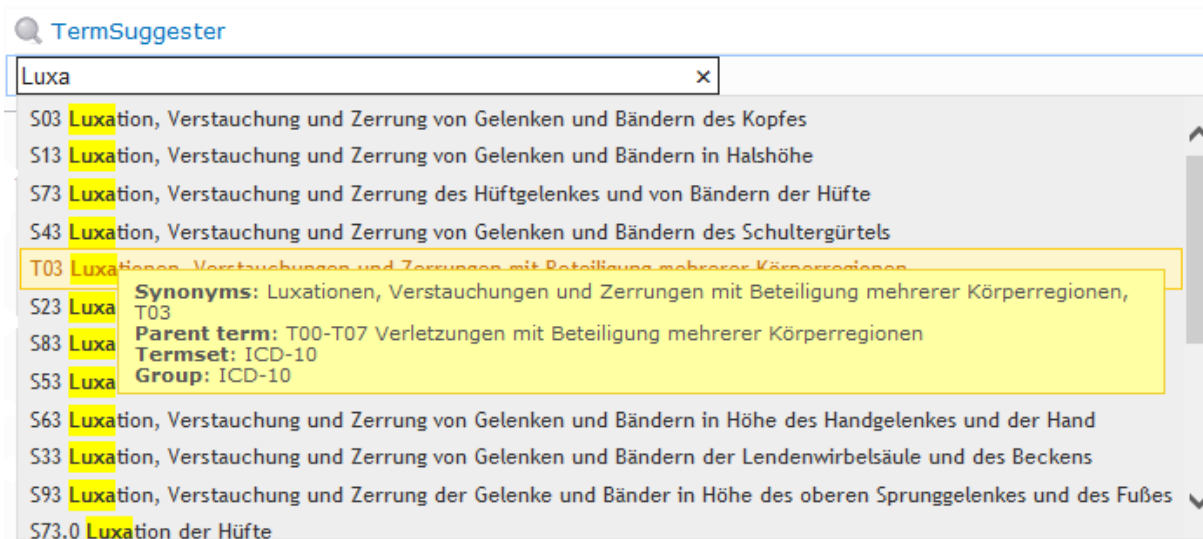 TermSuggester
Luxa ×
S03 Luxation, Verstauchung und Zerrung von Gelenken und Bändern des Kopfes
S13 Luxation, Verstauchung und Zerrung von Gelenken und Bändern in Halshöhe
S73 Luxation, Verstauchung und Zerrung des Hüftgelenkes und von Bändern der Hüfte
S43 Luxation, Verstauchung und Zerrung von Gelenken und Bändern des Schultergürtels
T03 Luxationen, Verstauchungen und Zerrungen mit Beteiligung mehrerer Körperregionen
S23 Luxa
S83 Luxa
S53 Luxa
Synonyms: Luxationen, Verstauchungen und Zerrungen mit Beteiligung mehrerer Körperregionen,
T03
Parent term: T00-T07 Verletzungen mit Beteiligung mehrerer Körperregionen
Termset: ICD-10
Group: ICD-10
S63 Luxation, Verstauchung und Zerrung von Gelenken und Bändern in Höhe des Handgelenkes und der Hand
S33 Luxation, Verstauchung und Zerrung von Gelenken und Bändern der Lendenwirbelsäule und des Beckens
S93 Luxation, Verstauchung und Zerrung der Gelenke und Bänder in Höhe des oberen Sprunggelenkes und des Fußes
S73.0 Luxation der Hüfte